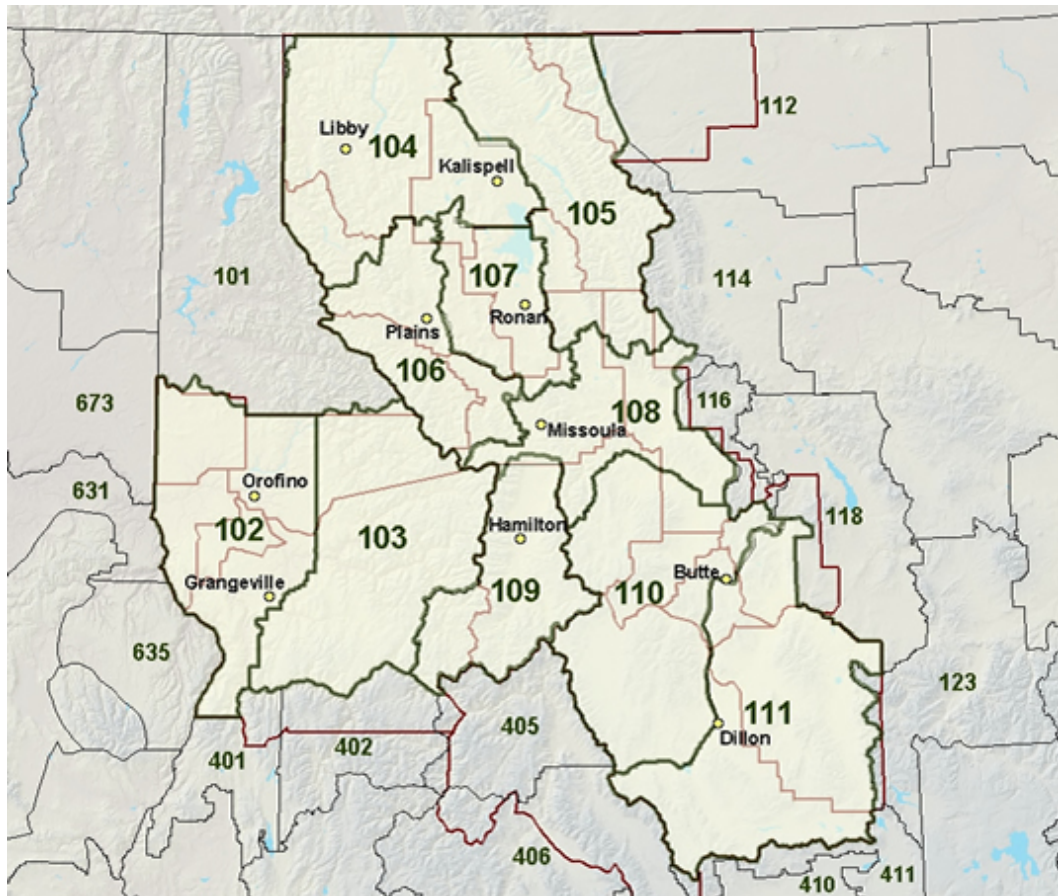 112
Libby
104
Kalispell
101
105
107
114
Plains
Ronan
106
673
108
116
Missoula
631
Orofino
102
103
118
Hamilton
Butte
Grangeville
109
110
635
123
405
111
Dillon
401
402
406
410
411